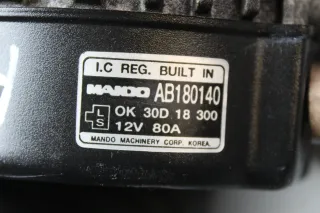 I.C REG. BUILT IN
MANDO AB180140
L
S
OK 30D 18 300
12V 80A
MANDO MACHINERY CORP. KOREA.